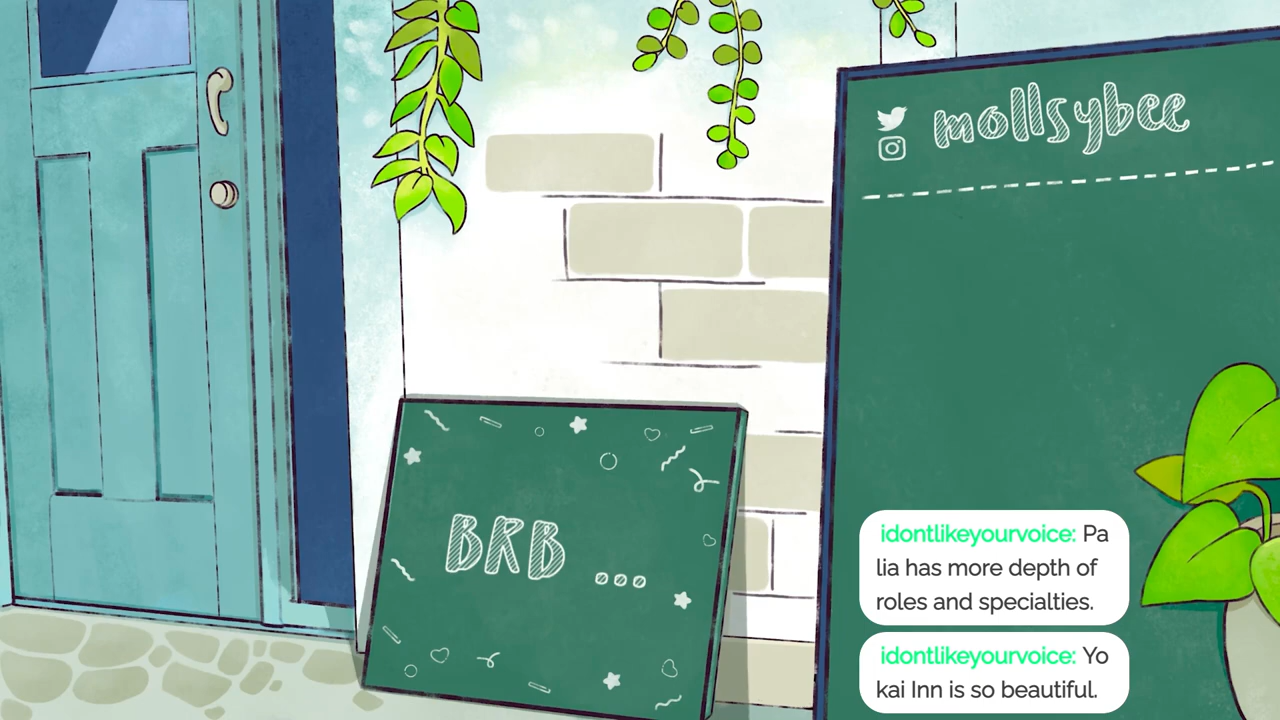 mollsybee
BRB ...
idontlikeyourvoice: Pa
lia has more depth of
roles and specialties.
idontlikeyourvoice: Yo
kai Inn is so beautiful.